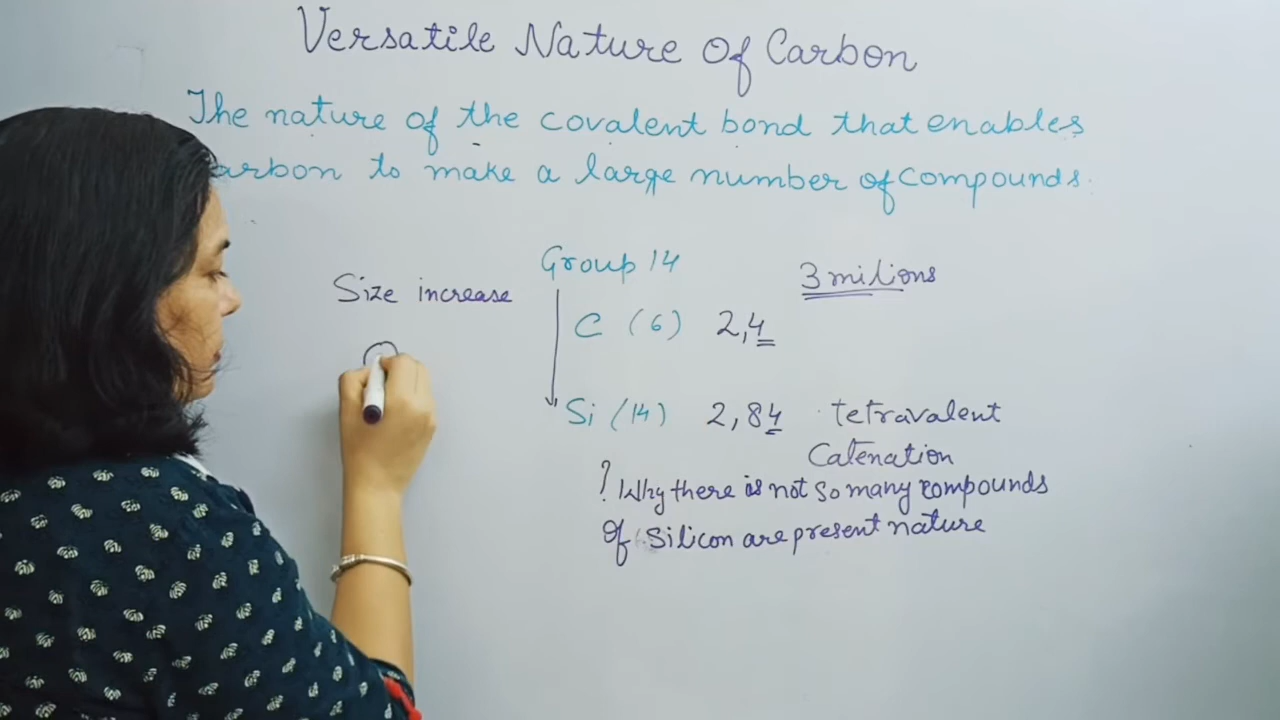 Versatile Nature Of Carbon
The nature of the covalent bond that enables
arbon to make a large number of compounds.
Group 14
Size increase
3 milions
C (6) 2,4
Si (14) 2,84 tetravalent
Catenation
? Why there is not so many compounds
Of Silicon are present nature